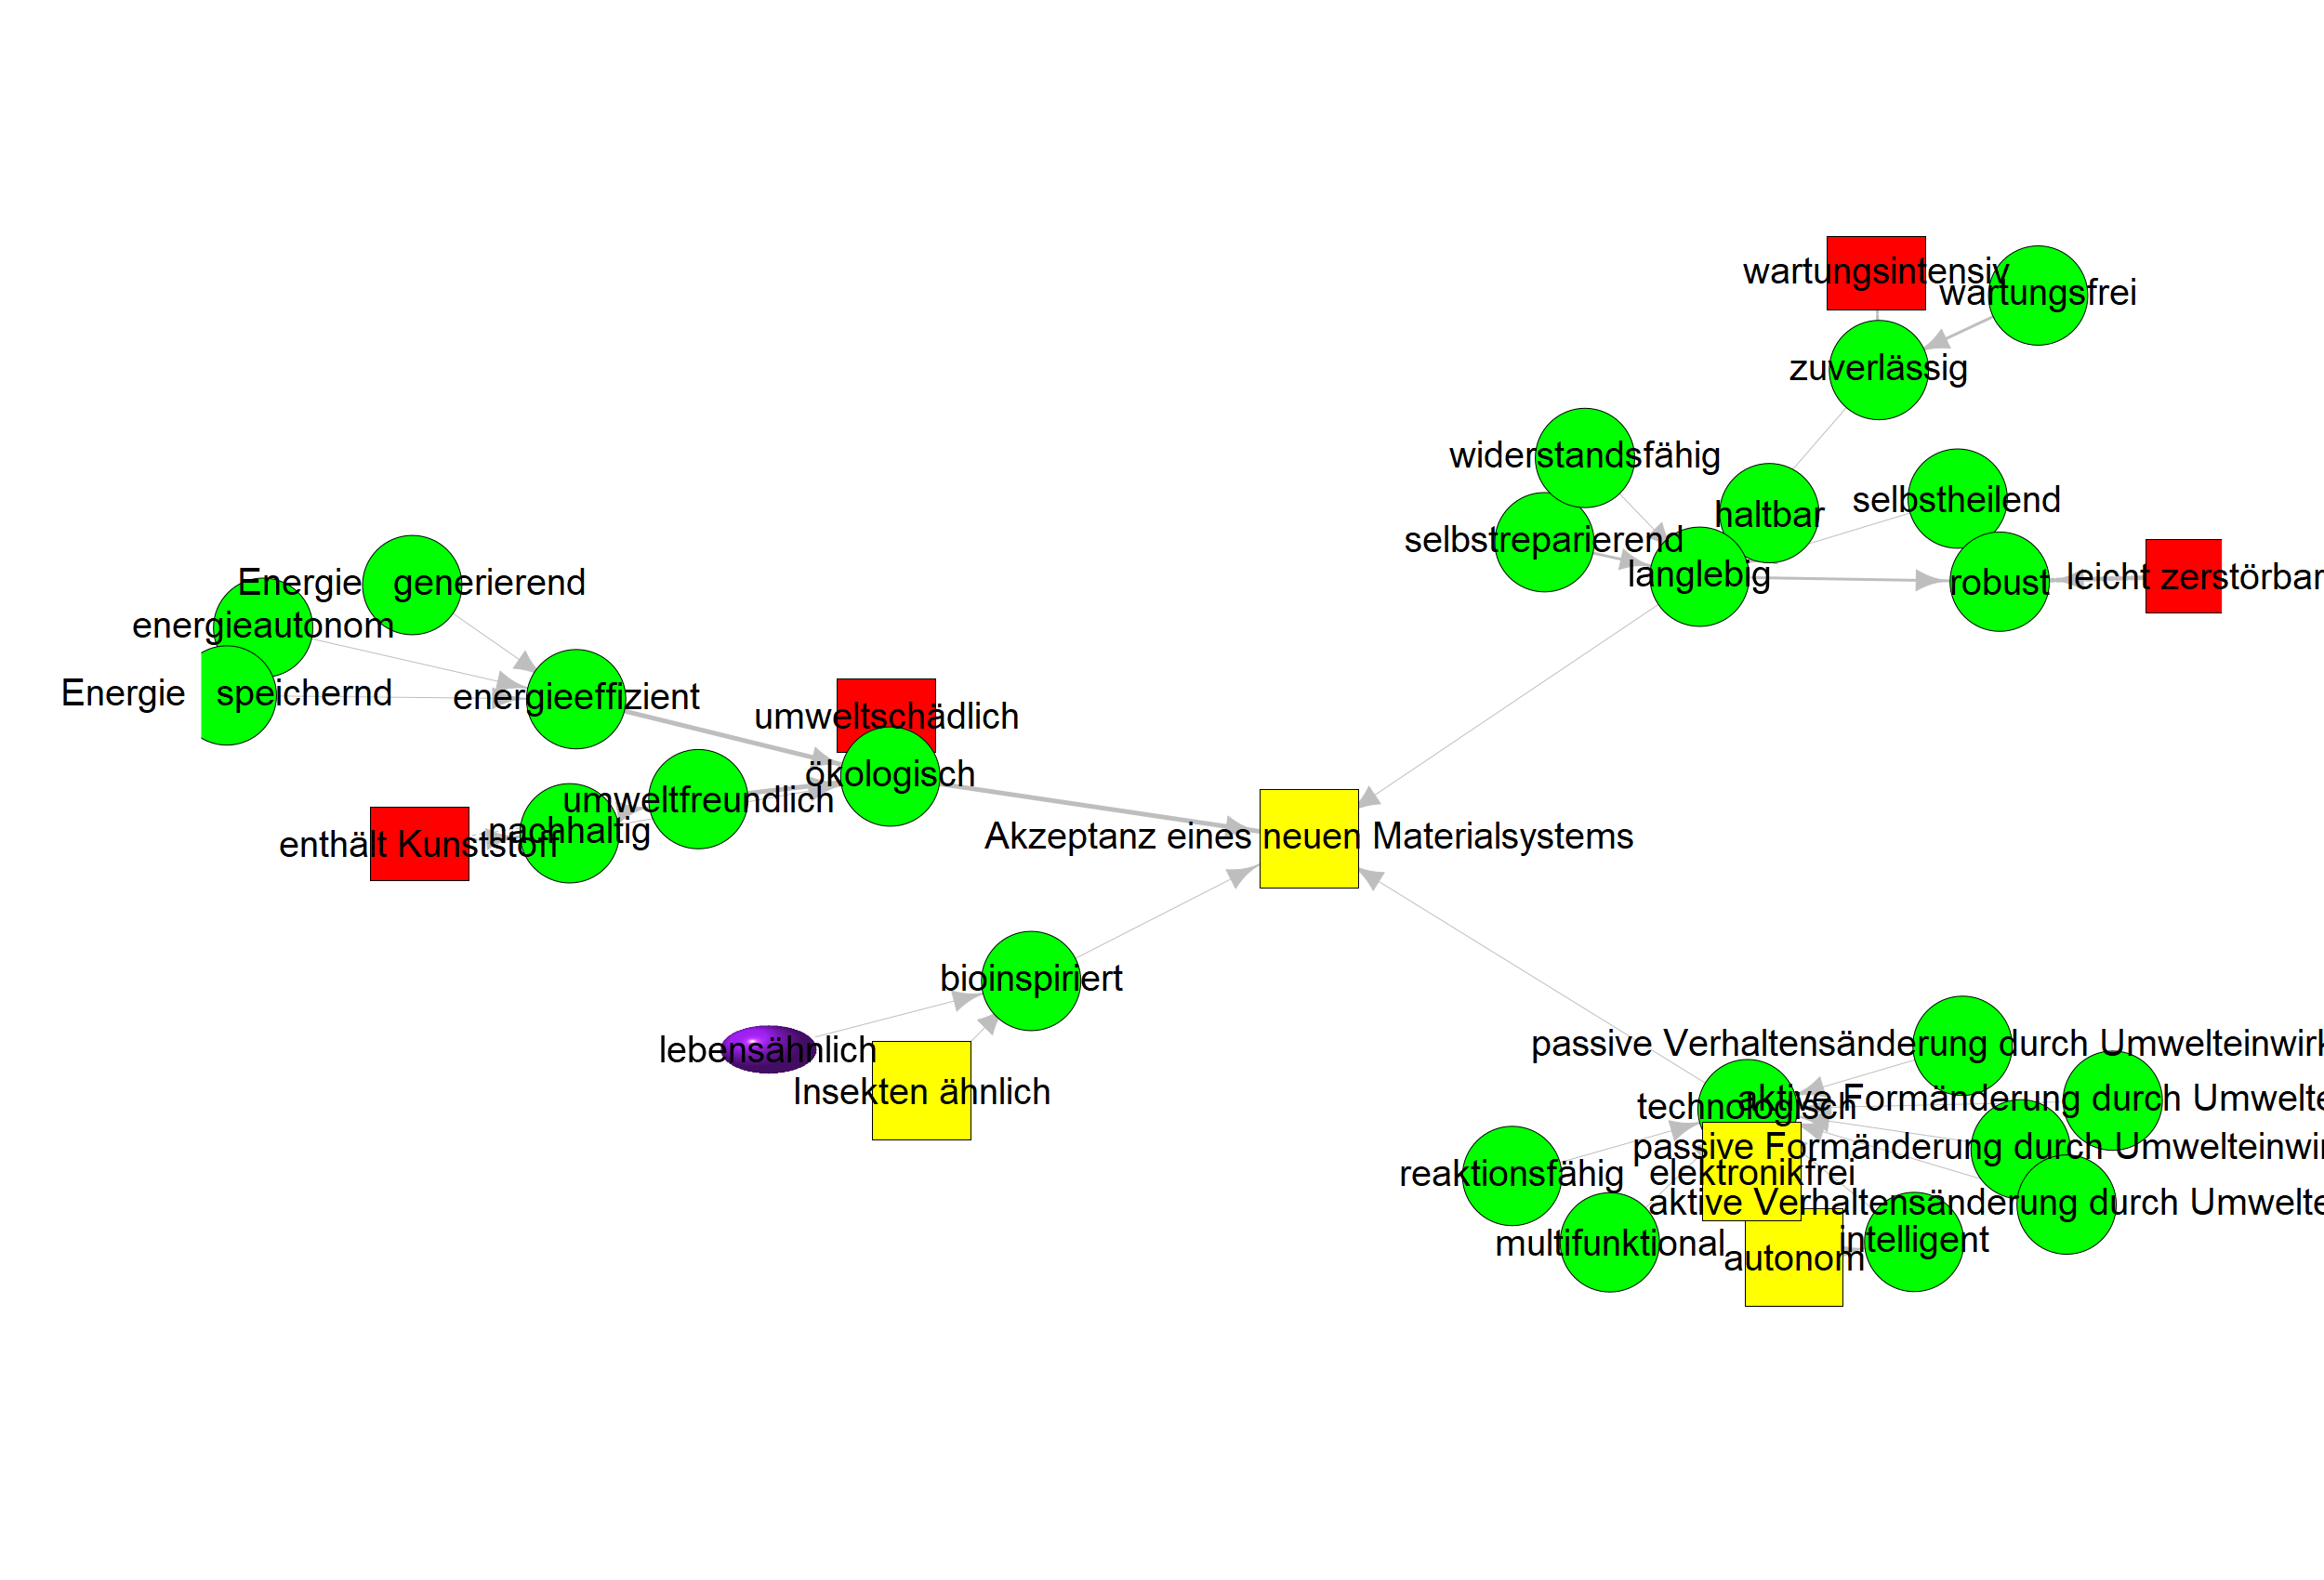 wartungsintensiv
wartungsfrei
zuverlässig
widerstandsfähig
haltbar
selbstheilend
selbstreparierend
langlebig
robust
leicht zerstörbar
Energie generierend
energieautonom
Energie speichernd
energieeffizient
umweltschädlich
ökologisch
umweltfreundlich
nachhaltig
enthält Kunststoff
Akzeptanz eines neuen Materialsystems
bioinspiriert
lebensähnlich
Insekten ähnlich
passive Verhaltensänderung durch Umwelteinwirk
technologisch
aktive Formänderung durch Umwelte
passive Formänderung durch Umwelteinwir
reaktionsfähig
elektronikfrei
aktive Verhaltensänderung durch Umwelte
multifunktional
intelligent
autonom